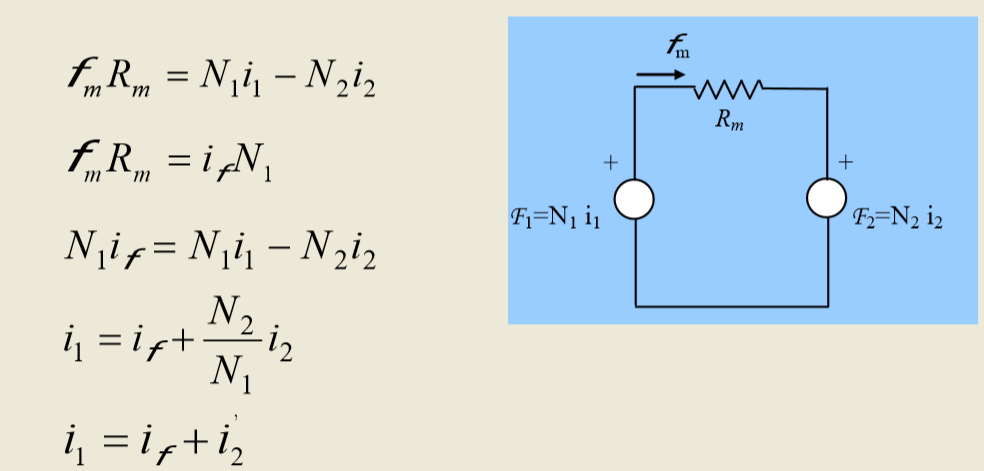 𝒇ₘRₘ = N₁i₁ − N₂i₂
𝒇ₘRₘ = i𝒇N₁
N₁i𝒇 = N₁i₁ − N₂i₂
i₁ = i𝒇 + N₂/N₁ i₂
i₁ = i𝒇 + i₂'
𝒇m
Rₘ
+
+
ℱ₁=N₁ i₁
ℱ₂=N₂ i₂